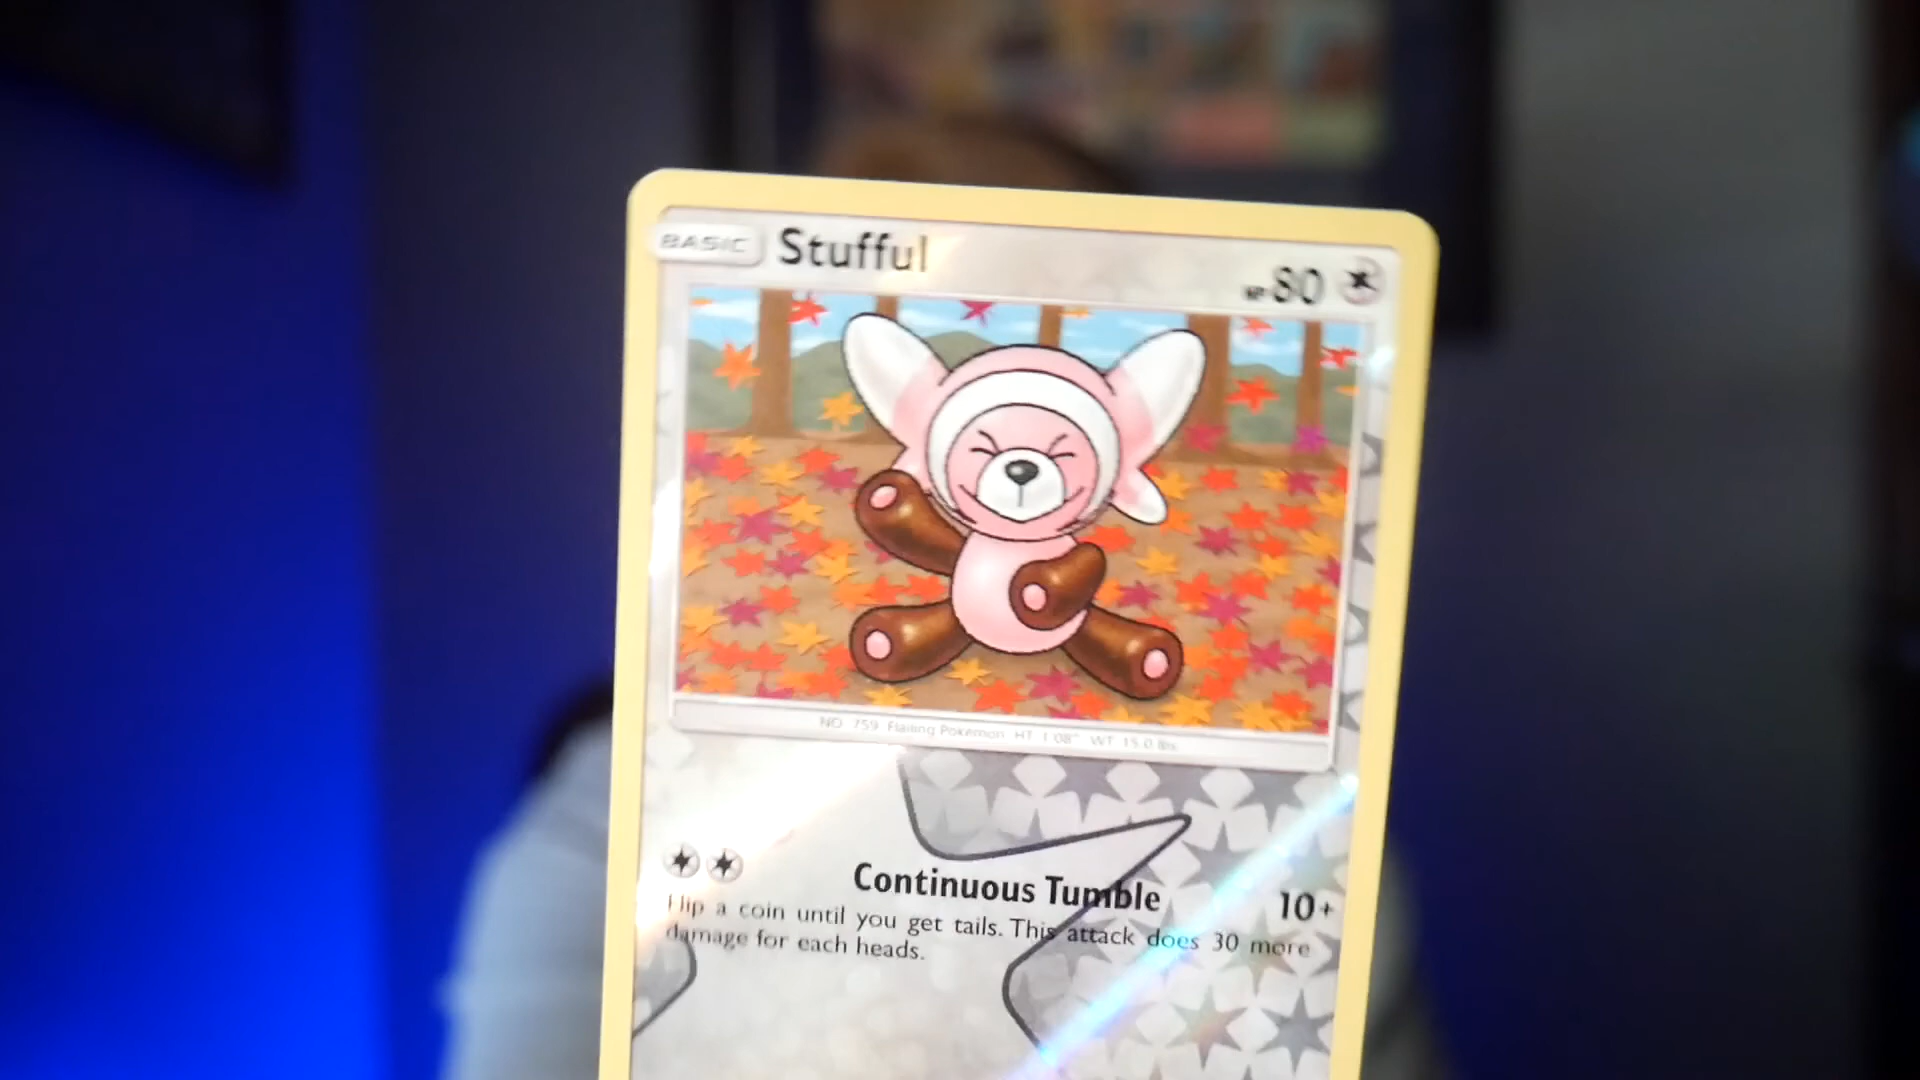 BASIC Stufful HP 80
NO. 759 Flailing Pokémon HT 1'08" WT 15.0 lbs.
Continuous Tumble 10+
Flip a coin until you get tails. This attack does 30 more
damage for each heads.